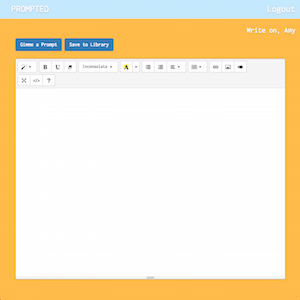 PROMPTED Logout
Write on, Amy
Gimme a Prompt Save to Library
B U Inconsolata A
</> ?